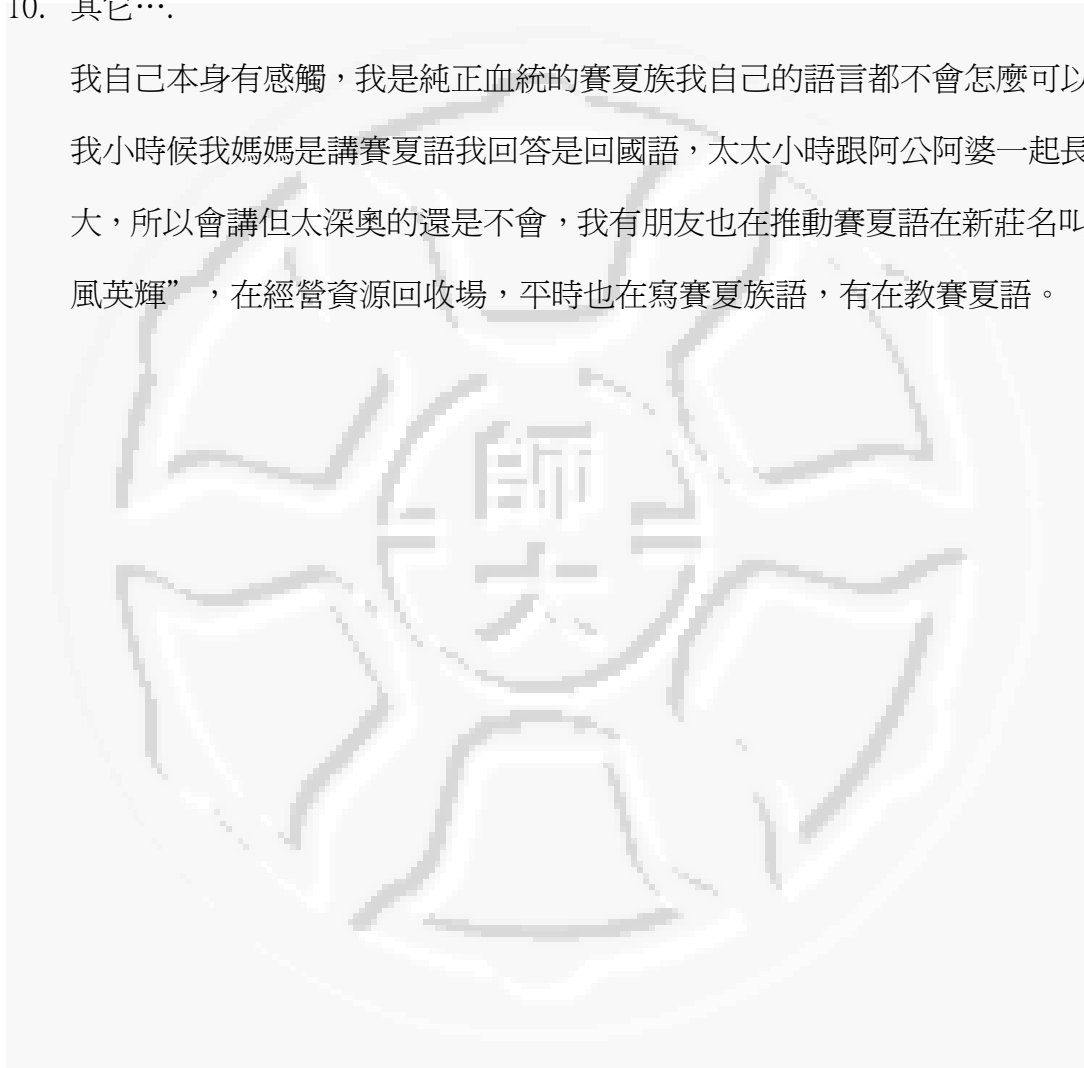 10. 其它….
我自己本身有感觸，我是純正血統的賽夏族我自己的語言都不會怎麼可以
我小時候我媽媽是講賽夏語我回答是回國語，太太小時跟阿公阿婆一起長
大，所以會講但太深奧的還是不會，我有朋友也在推動賽夏語在新莊名叫
風英輝”，在經營資源回收場，平時也在寫賽夏族語，有在教賽夏語。
師
大